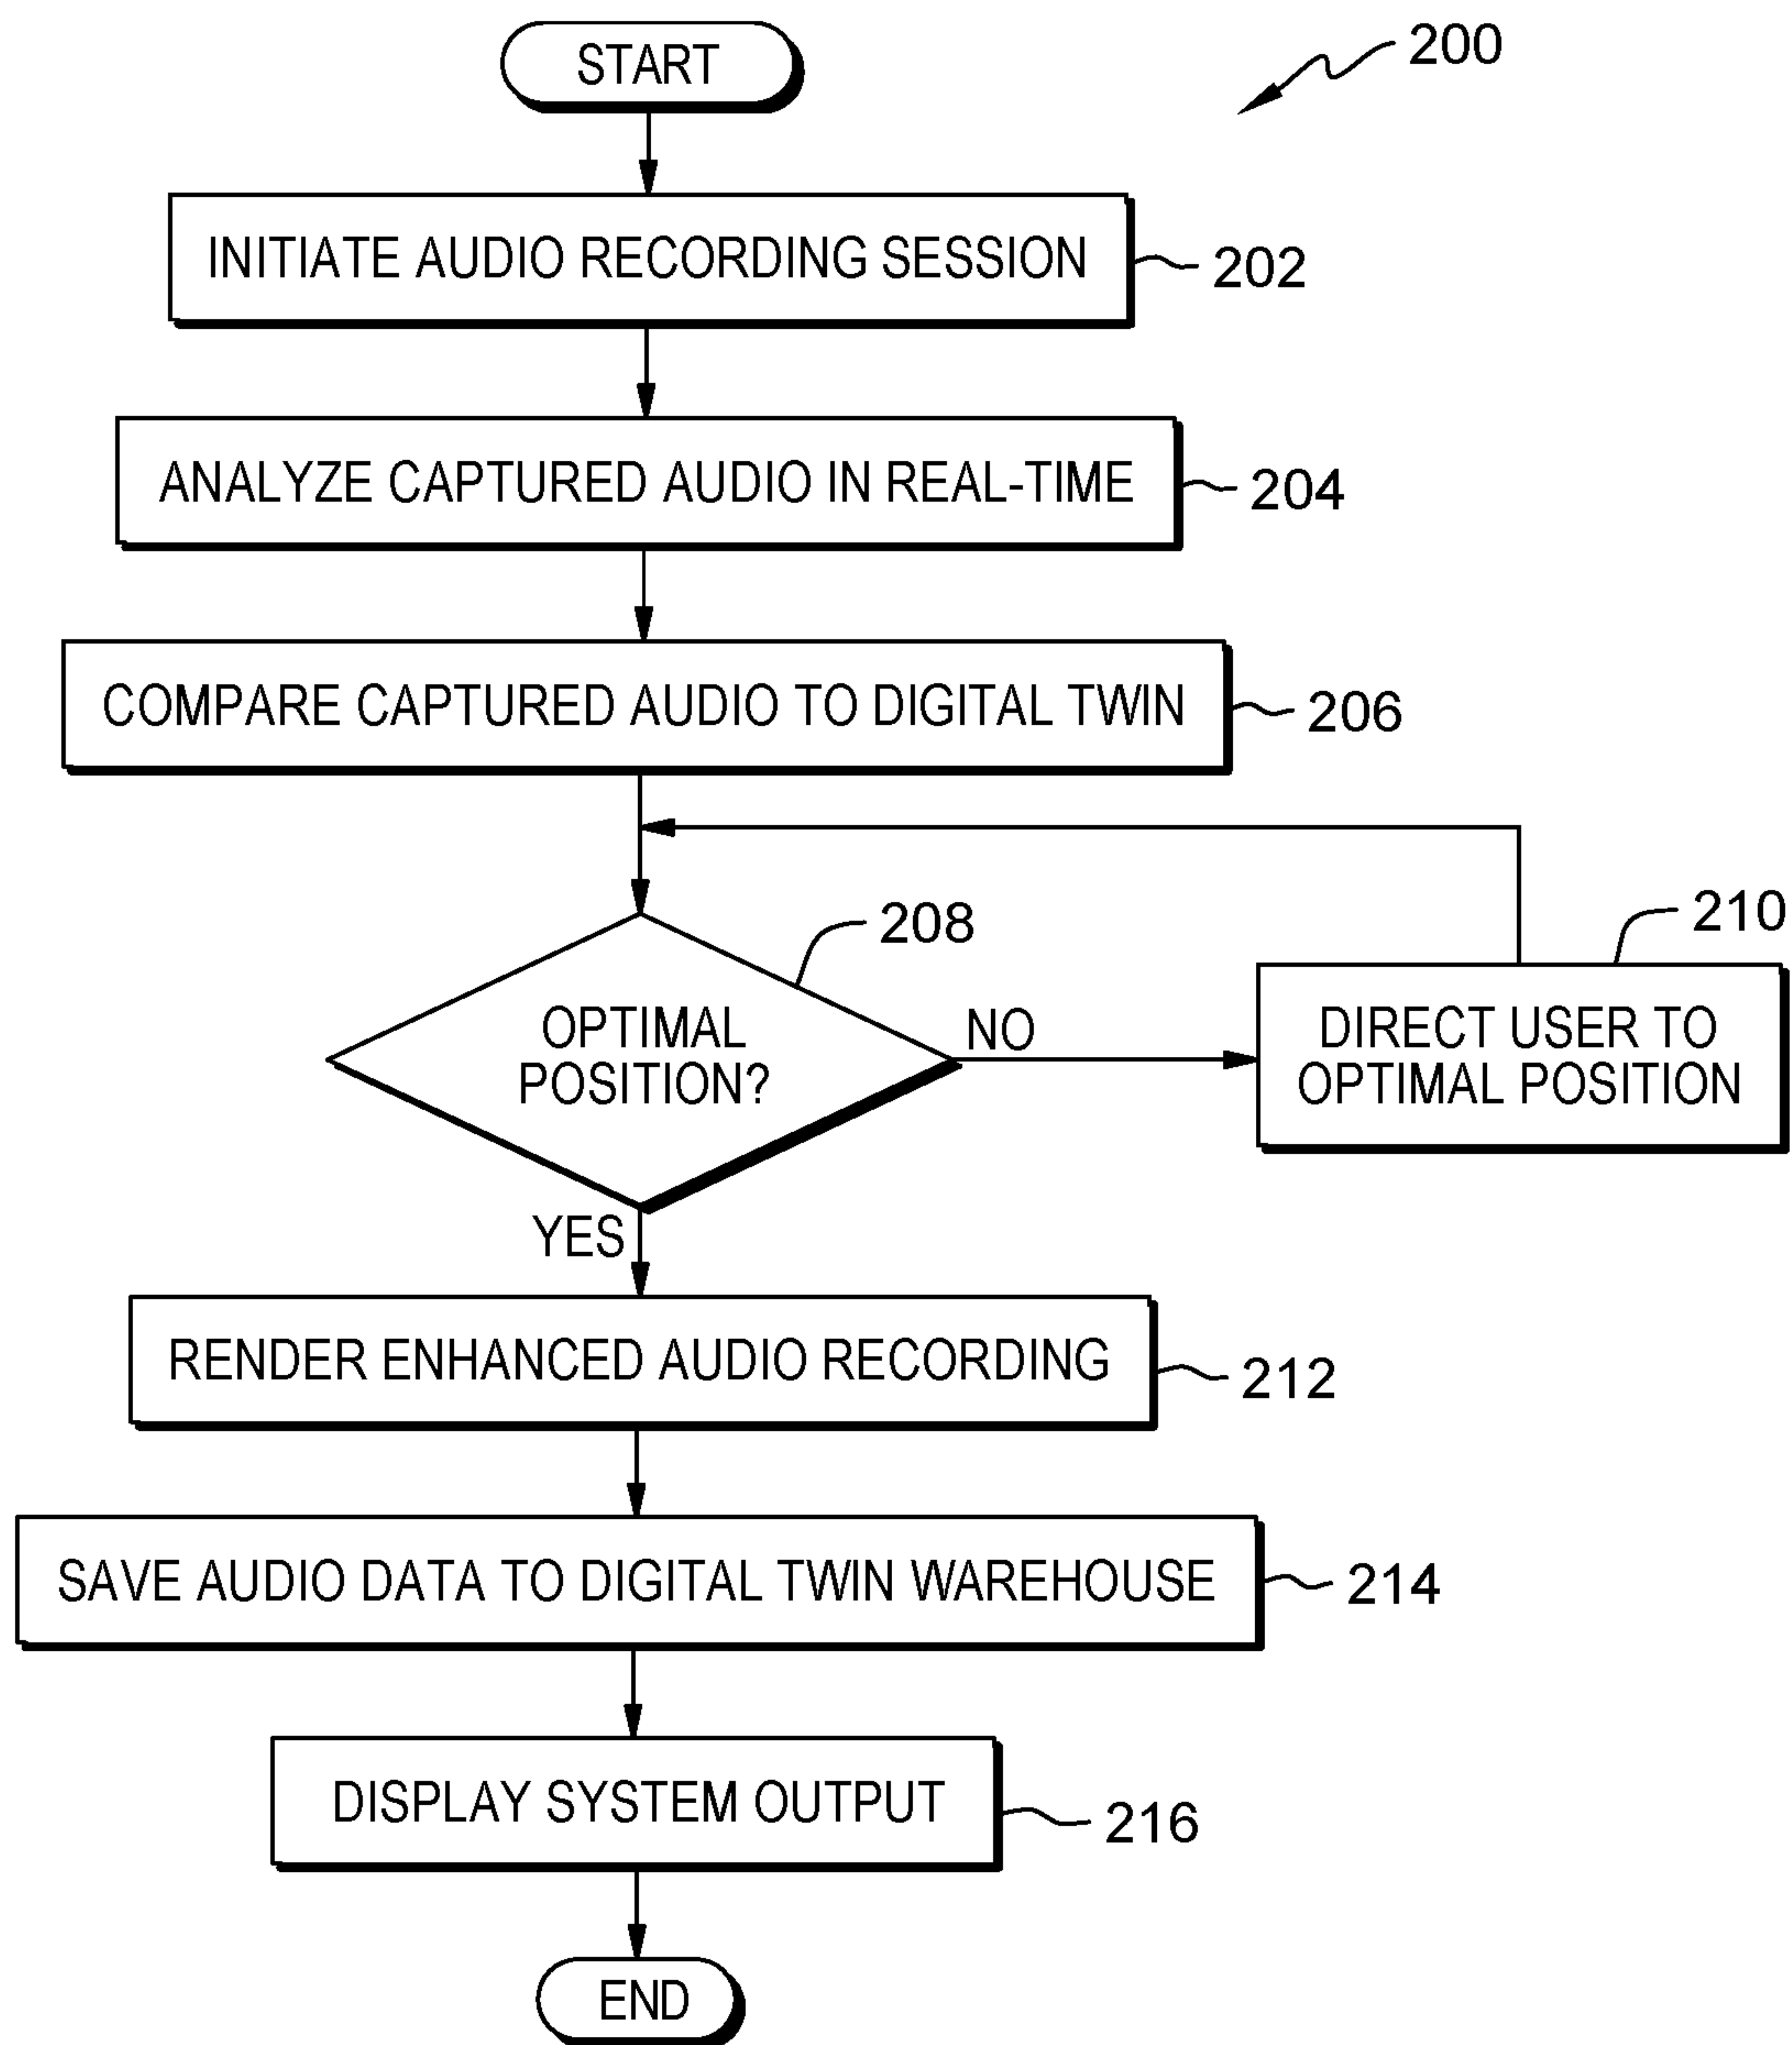 START
200
INITIATE AUDIO RECORDING SESSION
202
ANALYZE CAPTURED AUDIO IN REAL-TIME
204
COMPARE CAPTURED AUDIO TO DIGITAL TWIN
206
208
OPTIMAL
POSITION?
NO
210
DIRECT USER TO
OPTIMAL POSITION
YES
RENDER ENHANCED AUDIO RECORDING
212
SAVE AUDIO DATA TO DIGITAL TWIN WAREHOUSE
214
DISPLAY SYSTEM OUTPUT
216
END